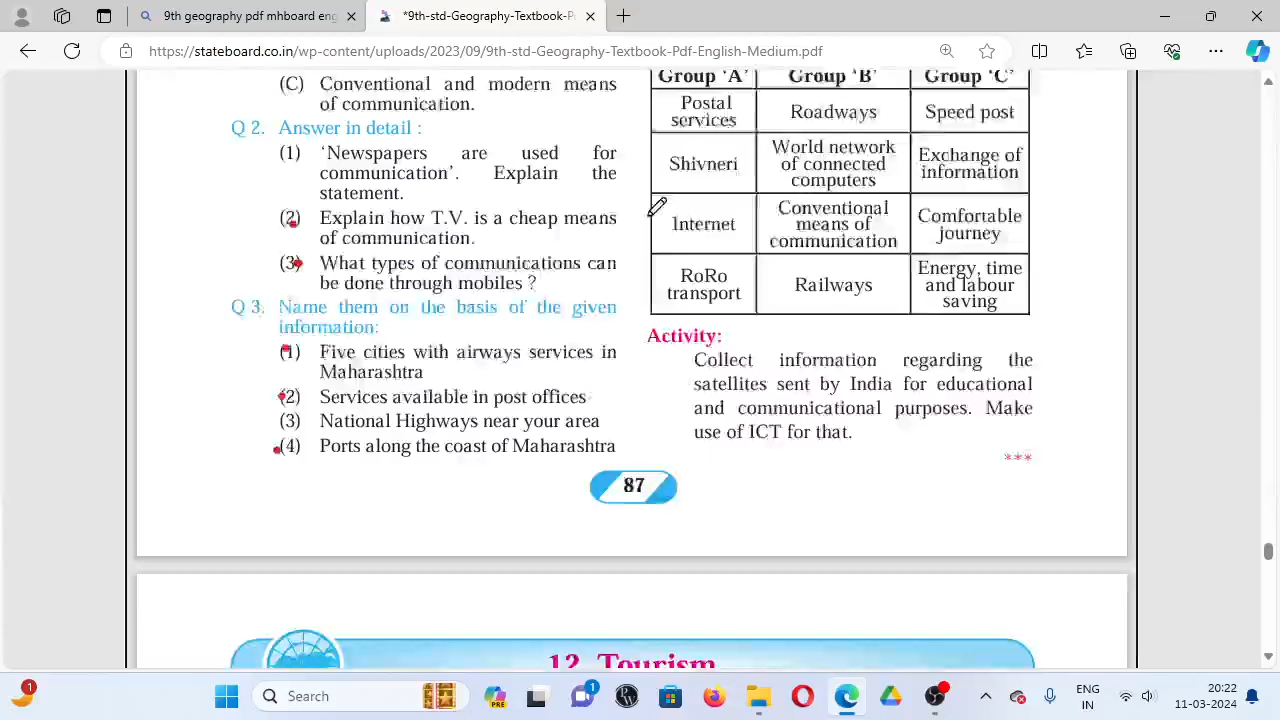 9th geography pdf mhboard eng
*9th-std-Geography-Textbook-P
https://stateboard.co.in/wp-content/uploads/2023/09/9th-std-Geography-Textbook-Pdf-English-Medium.pdf
(C) Conventional and modern means
of communication.
Q 2. Answer in detail :
(1) ‘Newspapers are used for
communication’. Explain the
statement.
(2) Explain how T.V. is a cheap means
of communication.
(3) What types of communications can
be done through mobiles ?
Q 3. Name them on the basis of the given
information:
(1) Five cities with airways services in
Maharashtra
(2) Services available in post offices
(3) National Highways near your area
(4) Ports along the coast of Maharashtra
Group ‘A’ Group ‘B’ Group ‘C’
Postal
services
Roadways
Speed post
Shivneri
World network
of connected
computers
Exchange of
information
Internet
Conventional
means of
communication
Comfortable
journey
RoRo
transport
Railways
Energy, time
and labour
saving
Activity:
Collect information regarding the
satellites sent by India for educational
and communicational purposes. Make
use of ICT for that.
***
87
12. Tourism
1
Search
PRE
1
ENG
IN
20:22
11-03-2024